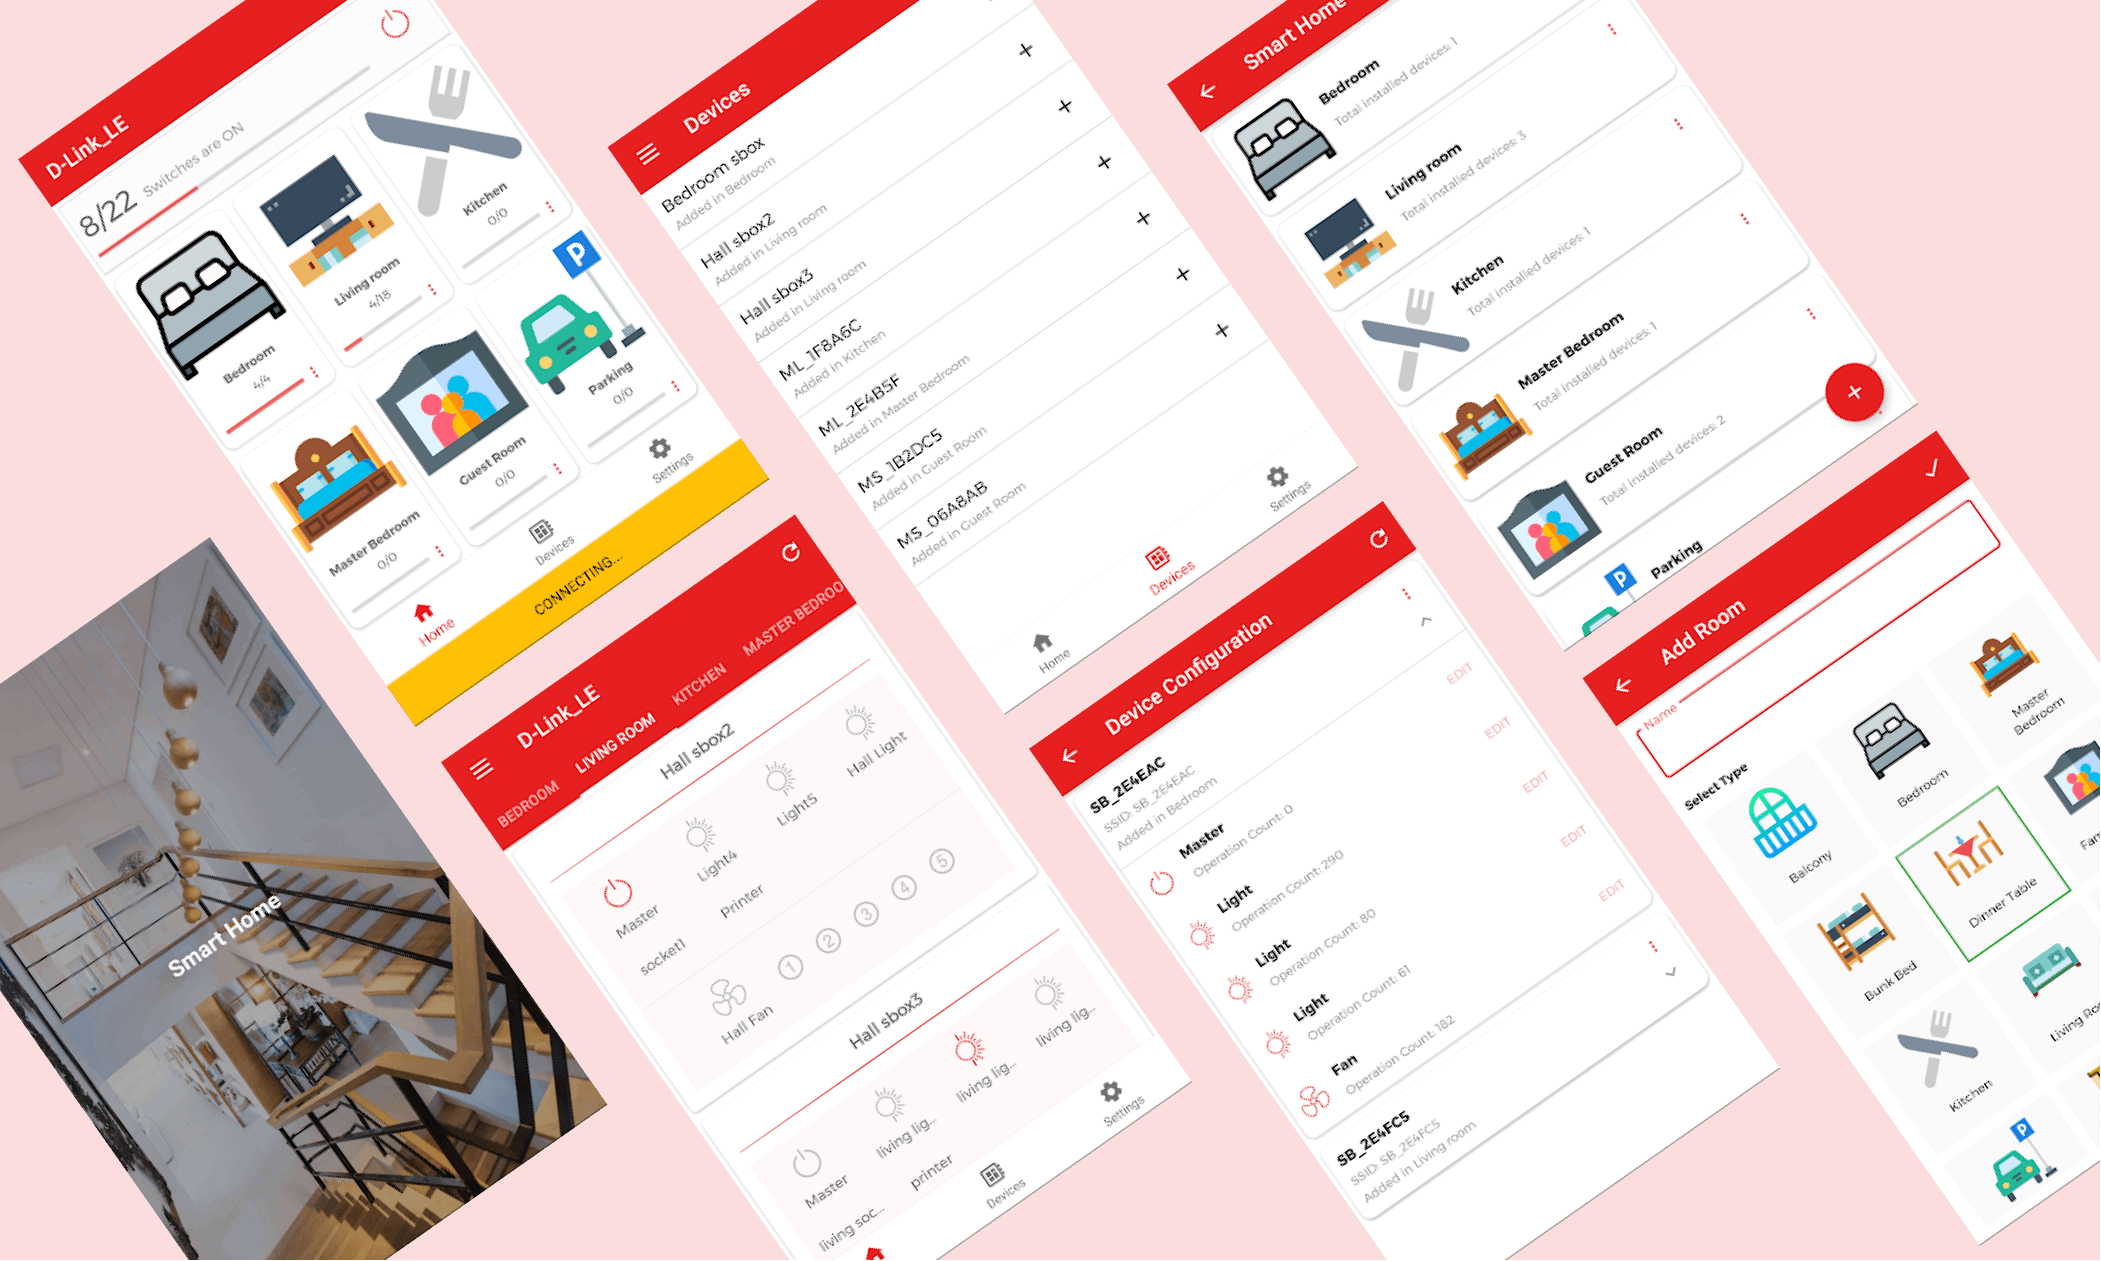 D-Link_LE
8/22 Switches are ON
Bedroom
4/4
Living room
4/18
Kitchen
0/0
Master Bedroom
0/0
Guest Room
0/0
Parking
0/0
Home
Devices
Settings
CONNECTING...
Devices
Bedroom sbox
Added in Bedroom
Hall sbox2
Added in Living room
Hall sbox3
Added in Living room
ML_1F8A6C
Added in Kitchen
ML_2E4B5F
Added in Master Bedroom
MS_1B2DC5
Added in Guest Room
MS_06A8AB
Added in Guest Room
Home
Devices
Settings
Smart Home
Bedroom
Total installed devices: 1
Living room
Total installed devices: 3
Kitchen
Total installed devices: 1
Master Bedroom
Total installed devices: 1
Guest Room
Total installed devices: 2
Parking
Smart Home
D-Link_LE
BEDROOM
LIVING ROOM
KITCHEN
MASTER BEDROO
Hall sbox2
Master
Light4
Light5
Hall Light
socket1
Printer
Hall Fan
1 2 3 4 5
Hall sbox3
Master
living lig...
living lig...
living lig...
living soc...
printer
Devices
Settings
Device Configuration
SB_2E4EAC
SSID: SB_2E4EAC
Added in Bedroom
Master
Operation Count: 0
EDIT
Light
Operation Count: 290
EDIT
Light
Operation Count: 80
EDIT
Light
Operation Count: 61
EDIT
Fan
Operation Count: 182
EDIT
SB_2E4FC5
SSID: SB_2E4FC5
Added in Living room
Add Room
Name
Select Type
Balcony
Bedroom
Master
Bedroom
Bunk Bed
Dinner Table
Fan
Kitchen
Living Ro
P